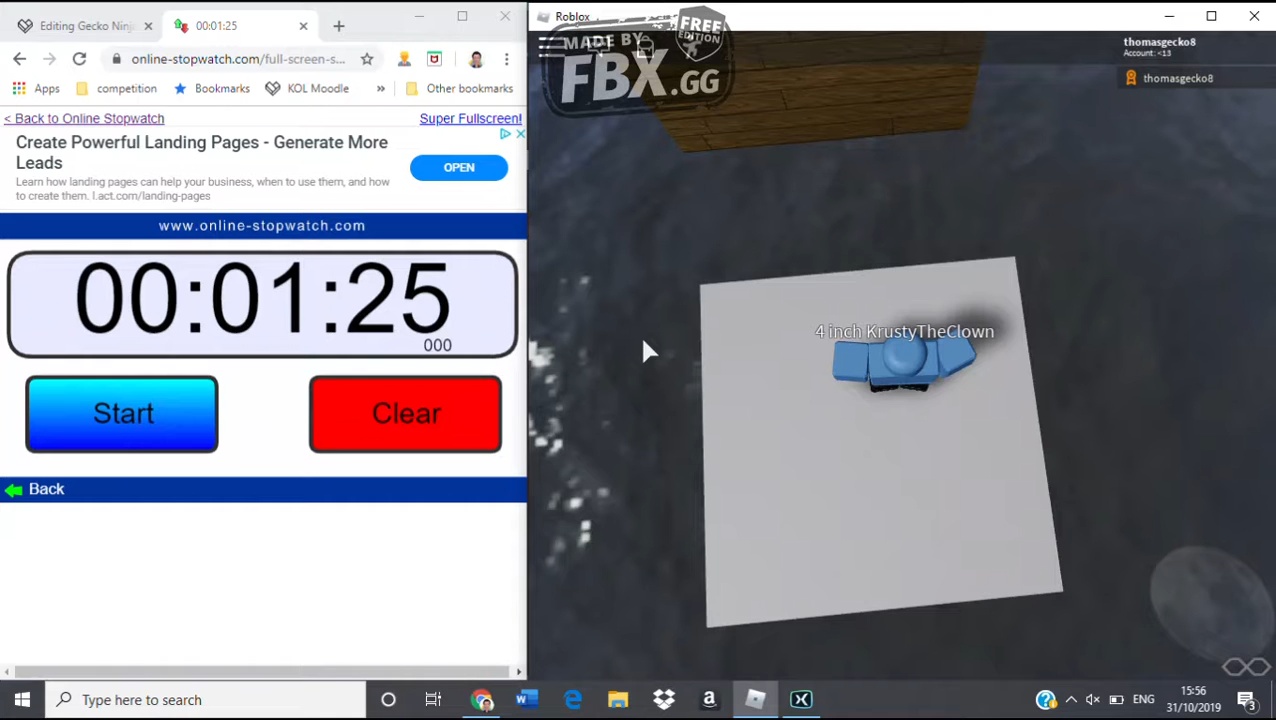 Editing Gecko Ninj
00:01:25
Roblox
online-stopwatch.com/full-screen-s...
Apps
competition
Bookmarks
KOL Moodle
»
Other bookmarks
< Back to Online Stopwatch
Super Fullscreen!
Create Powerful Landing Pages - Generate More
Leads
OPEN
Learn how landing pages can help your business, when to use them, and how
to create them. l.act.com/landing-pages
www.online-stopwatch.com
00:01:25
000
Start
Clear
Back
MADE BY
FREE
EDITION
FBX.GG
thomasgecko8
Account: <13
thomasgecko8
4 inch KrustyTheClown
Type here to search
ENG
15:56
31/10/2019
3